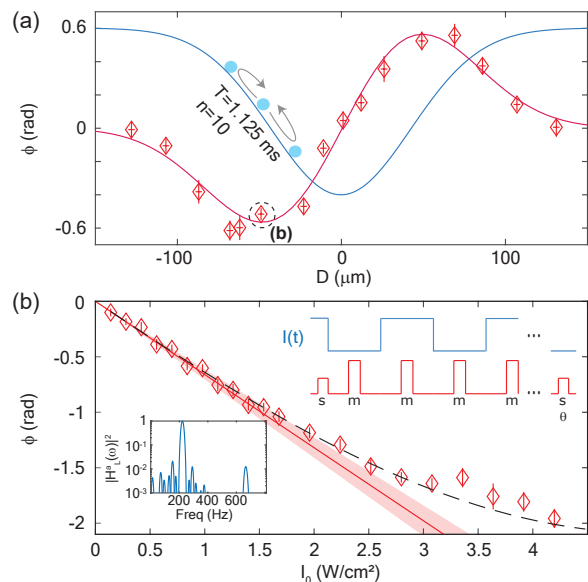 (a)
0.6
0
-0.6
ϕ (rad)
T=1.125 ms
n=10
(b)
-100
0
100
D (μm)
(b)
0
-0.5
-1
-1.5
-2
ϕ (rad)
I(t)
...
s m m m m ... s
θ
1
10⁻¹
10⁻²
10⁻³
|Hᵃ_L(ω)|²
200 400 600
Freq (Hz)
0 0.5 1 1.5 2 2.5 3 3.5 4
I₀ (W/cm²)